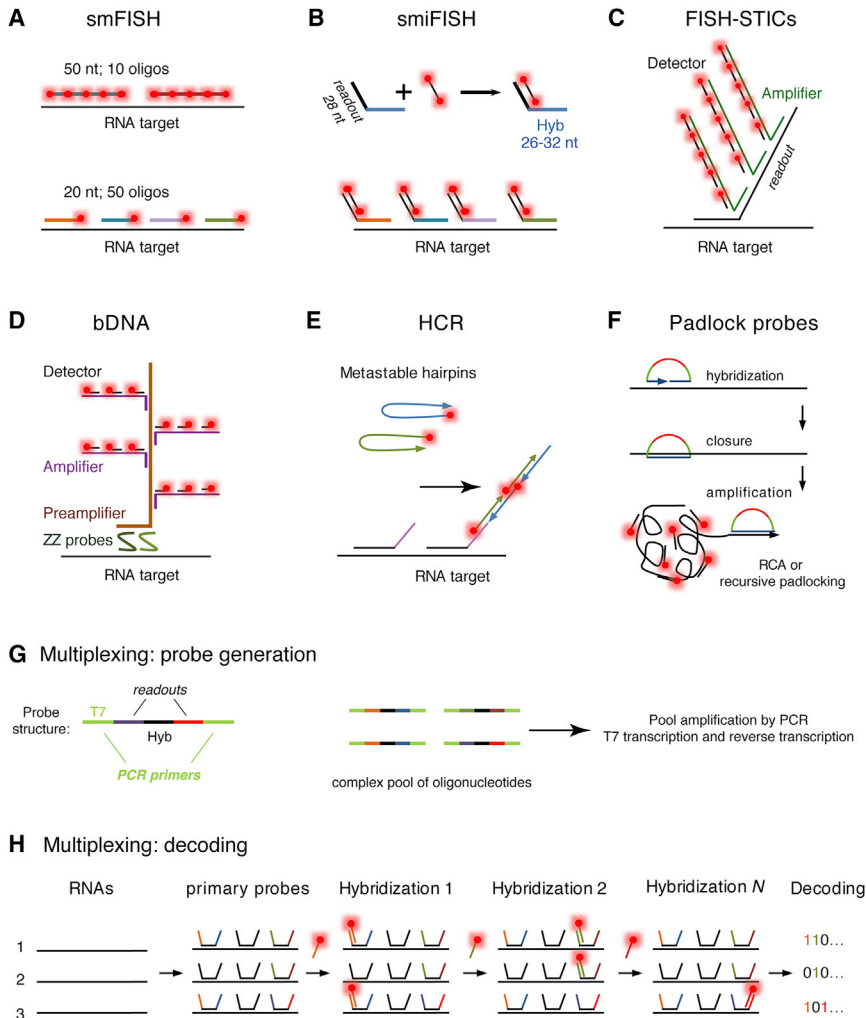 A smFISH
50 nt; 10 oligos
RNA target
20 nt; 50 oligos
RNA target
B smiFISH
readout
28 nt
+
Hyb
26-32 nt
RNA target
C FISH-STICs
Detector
Amplifier
readout
RNA target
D bDNA
Detector
Amplifier
Preamplifier
ZZ probes
RNA target
E HCR
Metastable hairpins
RNA target
F Padlock probes
hybridization
closure
amplification
RCA or
recursive padlocking
G Multiplexing: probe generation
readouts
Probe
structure:
T7
Hyb
PCR primers
complex pool of oligonucleotides
Pool amplification by PCR
T7 transcription and reverse transcription
H Multiplexing: decoding
RNAs primary probes Hybridization 1 Hybridization 2 Hybridization N Decoding
1 110...
2 010...
3 101...